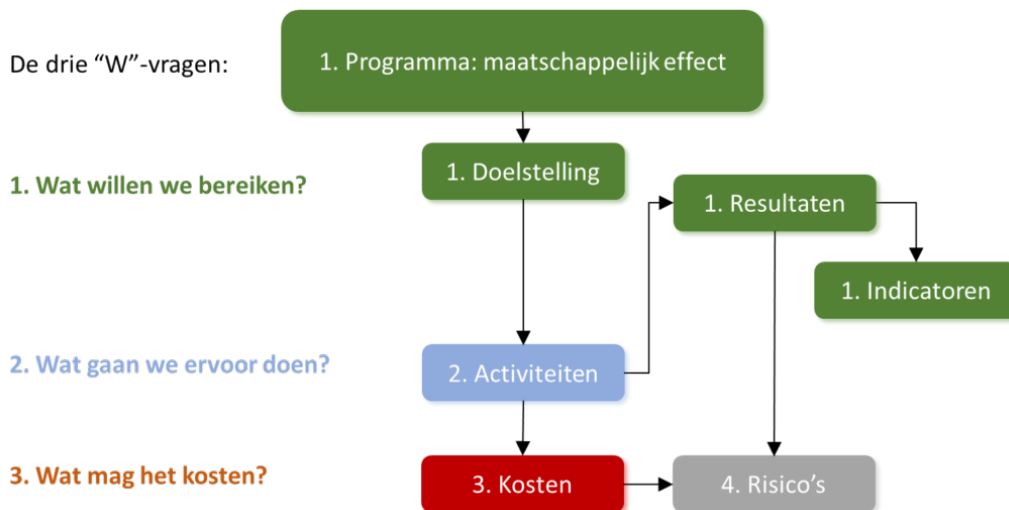 De drie “W”-vragen:
1. Programma: maatschappelijk effect
1. Wat willen we bereiken?
1. Doelstelling
1. Resultaten
1. Indicatoren
2. Wat gaan we ervoor doen?
2. Activiteiten
3. Wat mag het kosten?
3. Kosten
4. Risico’s